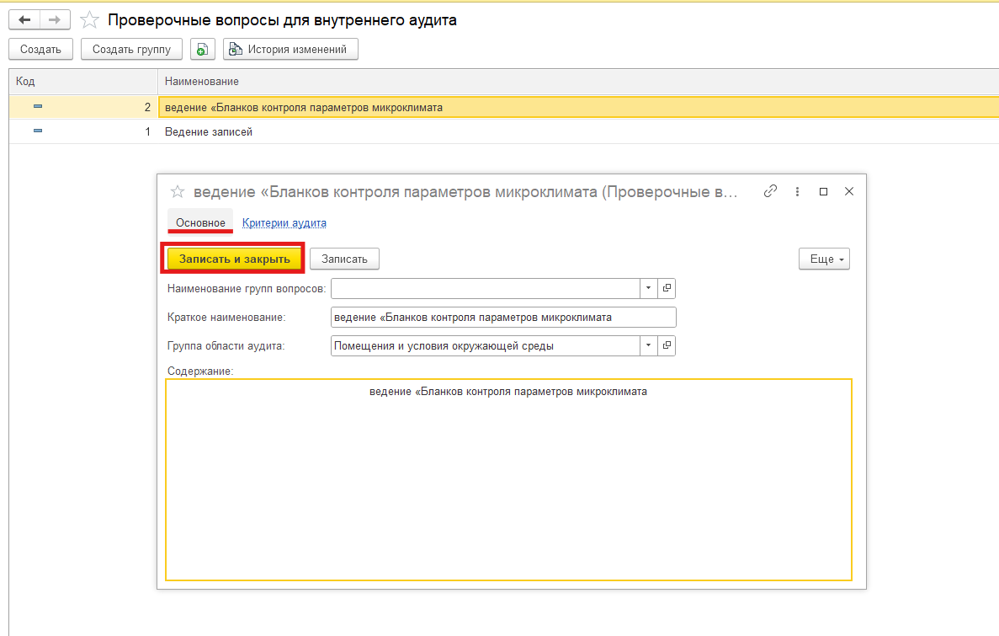 Проверочные вопросы для внутреннего аудита
Создать Создать группу История изменений
Код Наименование
2 ведение «Бланков контроля параметров микроклимата
1 Ведение записей
ведение «Бланков контроля параметров микроклимата (Проверочные в...
Основное Критерии аудита
Записать и закрыть Записать Еще
Наименование групп вопросов:
Краткое наименование: ведение «Бланков контроля параметров микроклимата
Группа области аудита: Помещения и условия окружающей среды
Содержание:
ведение «Бланков контроля параметров микроклимата